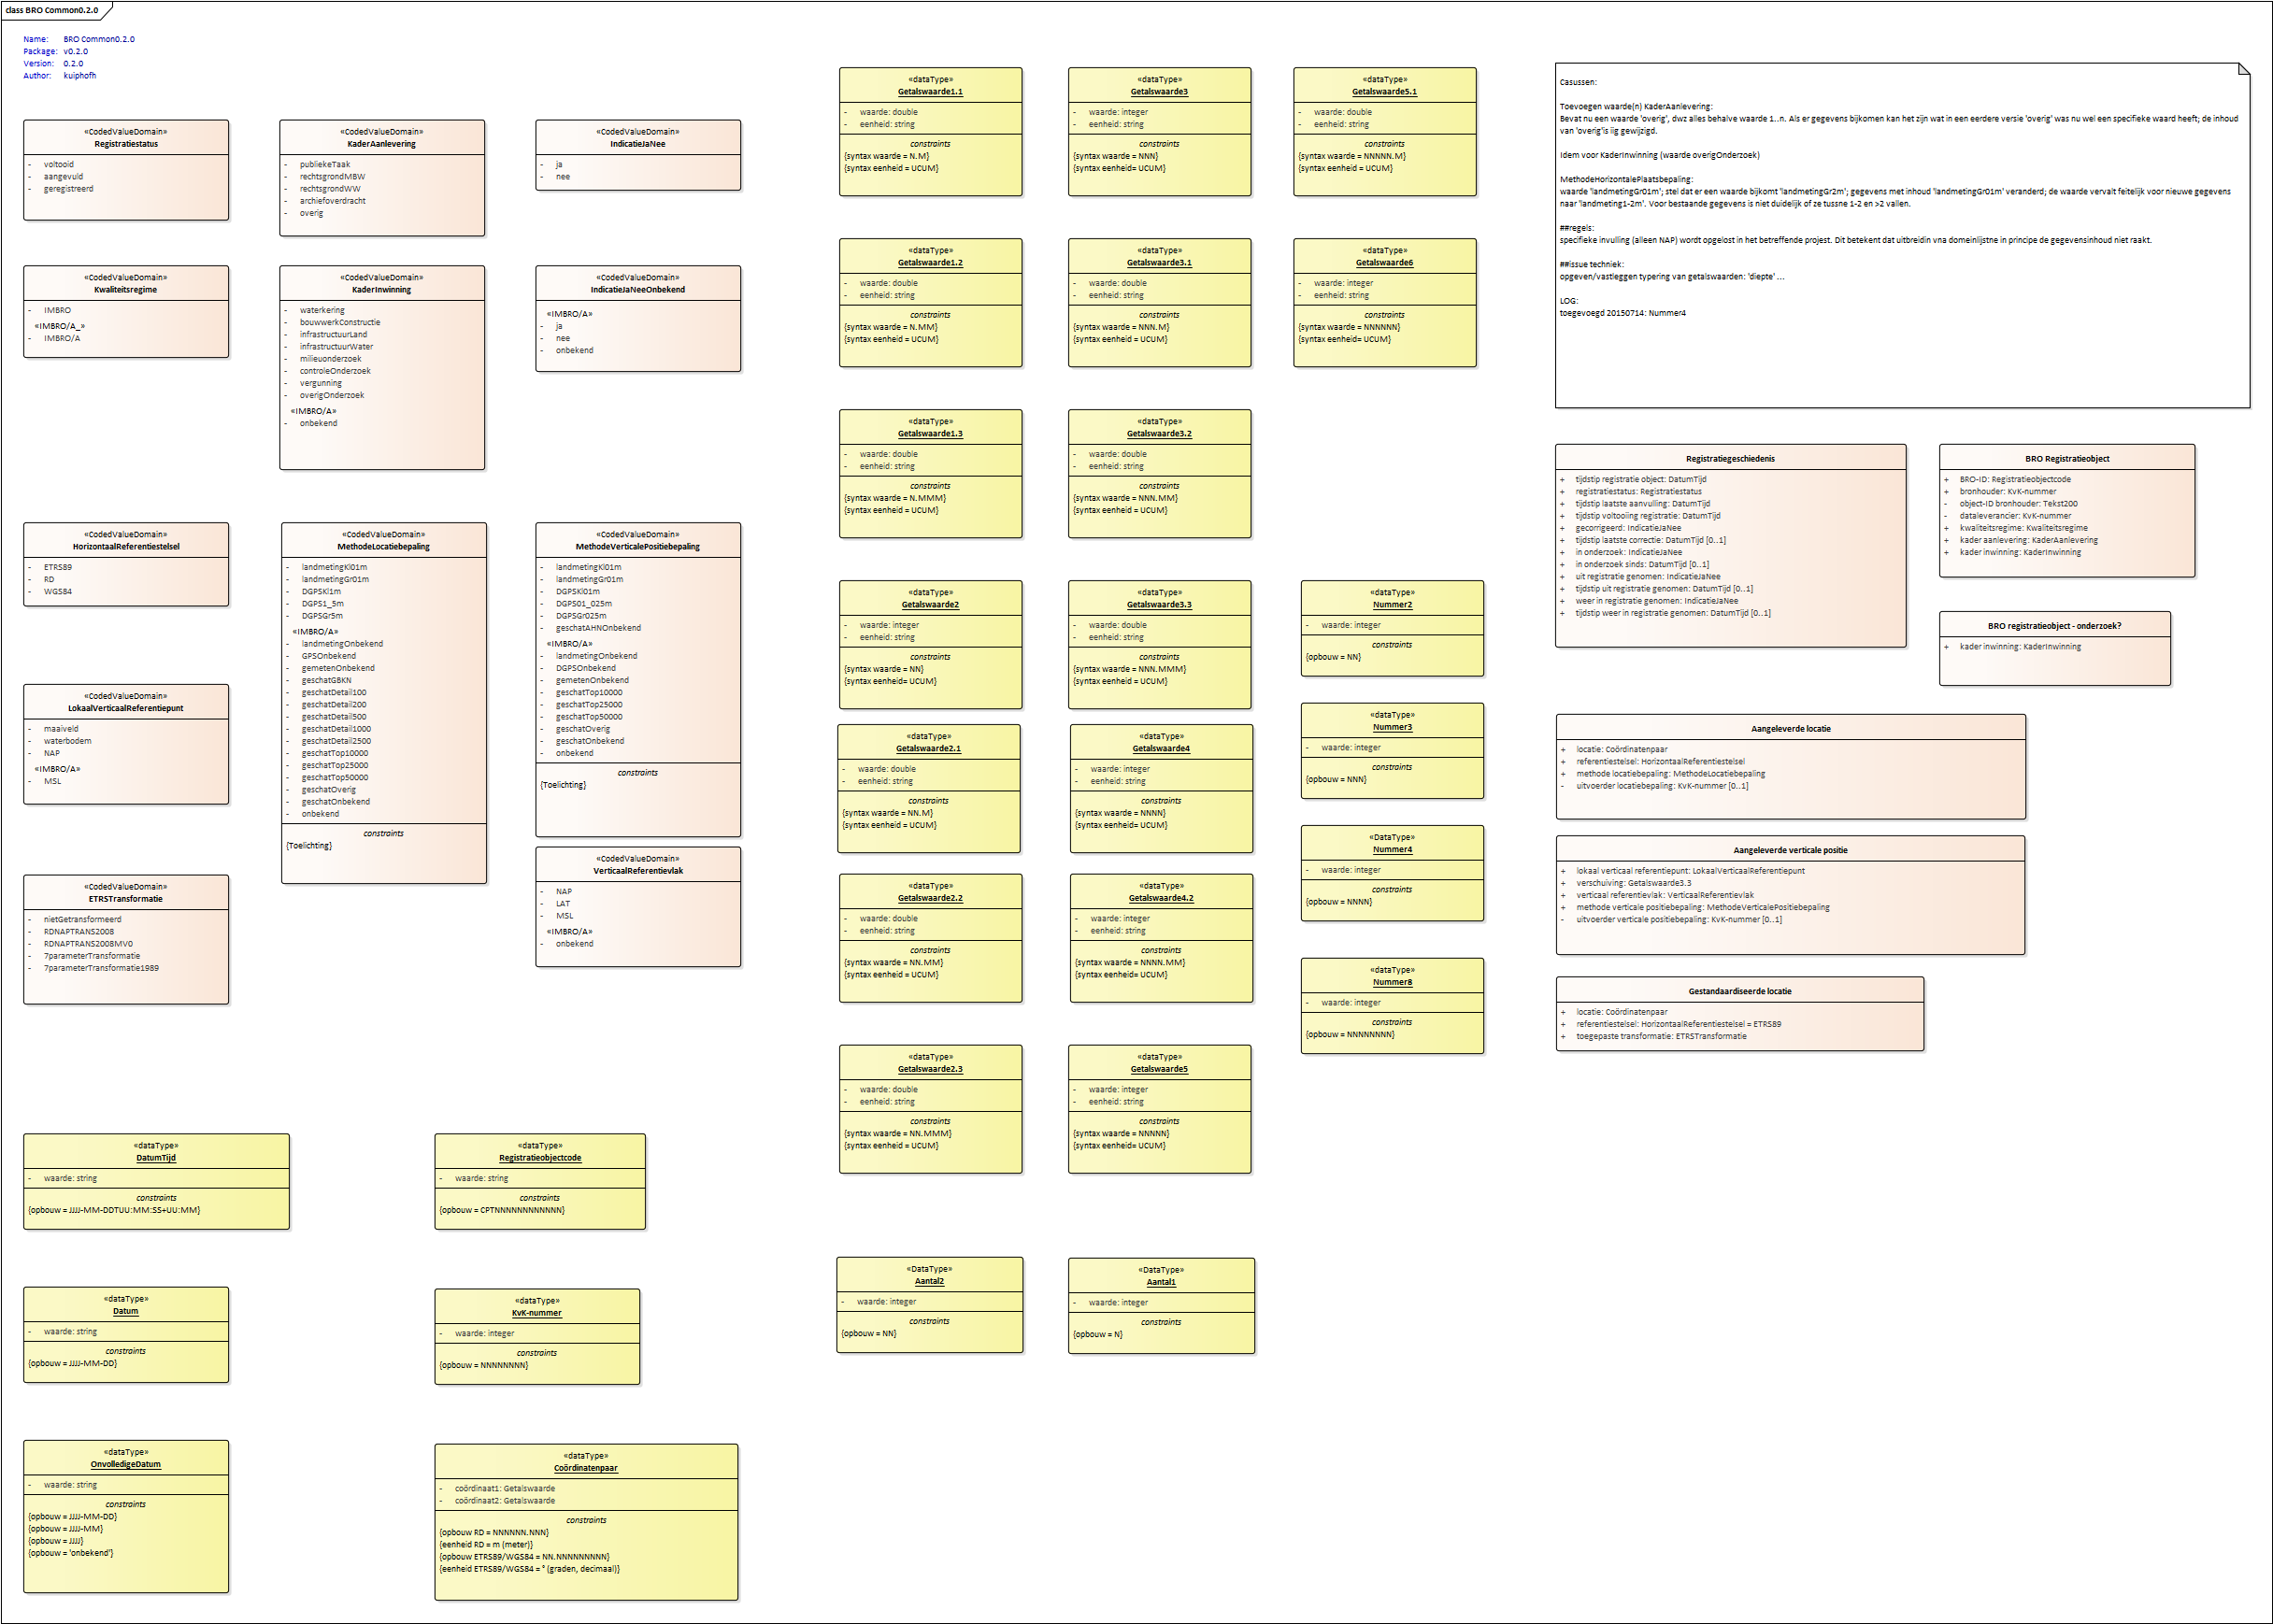 class BRO Common0.2.0
Name: BRO Common0.2.0
Package: v0.2.0
Version: 0.2.0
Author: kuiphofh
«CodedValueDomain»
Registratiestatus
- voltooid
- aangevuld
- geregistreerd
«CodedValueDomain»
KaderAanlevering
- publiekeTaak
- rechtsgrondMBW
- rechtsgrondWW
- archiefoverdracht
- overig
«CodedValueDomain»
IndicatieJaNee
- ja
- nee
«CodedValueDomain»
Kwaliteitsregime
- IMBRO
«IMBRO/A_»
- IMBRO/A
«CodedValueDomain»
KaderInwinning
- waterkering
- bouwwerkConstructie
- infrastructuurLand
- infrastructuurWater
- milieuonderzoek
- controleOnderzoek
- vergunning
- overigOnderzoek
«IMBRO/A»
- onbekend
«CodedValueDomain»
IndicatieJaNeeOnbekend
«IMBRO/A»
- ja
- nee
- onbekend
«CodedValueDomain»
HorizontaalReferentiestelsel
- ETRS89
- RD
- WGS84
«CodedValueDomain»
LokaalVerticaalReferentiepunt
- maaiveld
- waterbodem
- NAP
«IMBRO/A»
- MSL
«CodedValueDomain»
ETRSTransformatie
- nietGetransformeerd
- RDNAPTRANS2008
- RDNAPTRANS2008MV0
- 7parameterTransformatie
- 7parameterTransformatie1989
«CodedValueDomain»
MethodeLocatiebepaling
- landmetingKl01m
- landmetingGr01m
- DGPSKl1m
- DGPS1_5m
- DGPSGr5m
«IMBRO/A»
- landmetingOnbekend
- GPSOnbekend
- gemetenOnbekend
- geschatGBKN
- geschatDetail100
- geschatDetail200
- geschatDetail500
- geschatDetail1000
- geschatDetail2500
- geschatTop10000
- geschatTop25000
- geschatTop50000
- geschatOverig
- geschatOnbekend
- onbekend
constraints
{Toelichting}
«CodedValueDomain»
MethodeVerticalePositiebepaling
- landmetingKl01m
- landmetingGr01m
- DGPSKl01m
- DGPS01_025m
- DGPSGr025m
- geschatAHNOnbekend
«IMBRO/A»
- landmetingOnbekend
- DGPSOnbekend
- gemetenOnbekend
- geschatTop10000
- geschatTop25000
- geschatTop50000
- geschatOverig
- geschatOnbekend
- onbekend
constraints
{Toelichting}
«CodedValueDomain»
VerticaalReferentievlak
- NAP
- LAT
- MSL
«IMBRO/A»
- onbekend
«dataType»
DatumTijd
- waarde: string
constraints
{opbouw = JJJJ-MM-DDTUU:MM:SS+UU:MM}
«dataType»
Registratieobjectcode
- waarde: string
constraints
{opbouw = CPTNNNNNNNNNNNN}
«dataType»
Datum
- waarde: string
constraints
{opbouw = JJJJ-MM-DD}
«dataType»
KvK-nummer
- waarde: integer
constraints
{opbouw = NNNNNNNN}
«dataType»
OnvolledigeDatum
- waarde: string
constraints
{opbouw = JJJJ-MM-DD}
{opbouw = JJJJ-MM}
{opbouw = JJJJ}
{opbouw = 'onbekend'}
«dataType»
Coördinatenpaar
- coördinaat1: Getalswaarde
- coördinaat2: Getalswaarde
constraints
{opbouw RD = NNNNNN.NNN}
{eenheid RD = m (meter)}
{opbouw ETRS89/WGS84 = NN.NNNNNNNNN}
{eenheid ETRS89/WGS84 = ° (graden, decimaal)}
«dataType»
Getalswaarde1.1
- waarde: double
- eenheid: string
constraints
{syntax waarde = N.M}
{syntax eenheid = UCUM}
«dataType»
Getalswaarde3
- waarde: integer
- eenheid: string
constraints
{syntax waarde = NNN}
{syntax eenheid = UCUM}
«dataType»
Getalswaarde5.1
- waarde: double
- eenheid: string
constraints
{syntax waarde = NNNNN.M}
{syntax eenheid = UCUM}
«dataType»
Getalswaarde1.2
- waarde: double
- eenheid: string
constraints
{syntax waarde = N.MM}
{syntax eenheid = UCUM}
«dataType»
Getalswaarde3.1
- waarde: double
- eenheid: string
constraints
{syntax waarde = NNN.M}
{syntax eenheid = UCUM}
«dataType»
Getalswaarde6
- waarde: integer
- eenheid: string
constraints
{syntax waarde = NNNNNN}
{syntax eenheid= UCUM}
«dataType»
Getalswaarde1.3
- waarde: double
- eenheid: string
constraints
{syntax waarde = N.MMM}
{syntax eenheid = UCUM}
«dataType»
Getalswaarde3.2
- waarde: double
- eenheid: string
constraints
{syntax waarde = NNN.MM}
{syntax eenheid = UCUM}
«dataType»
Getalswaarde2
- waarde: integer
- eenheid: string
constraints
{syntax waarde = NN}
{syntax eenheid= UCUM}
«dataType»
Getalswaarde3.3
- waarde: double
- eenheid: string
constraints
{syntax waarde = NNN.MMM}
{syntax eenheid = UCUM}
«dataType»
Nummer2
- waarde: integer
constraints
{opbouw = NN}
«dataType»
Getalswaarde2.1
- waarde: double
- eenheid: string
constraints
{syntax waarde = NN.M}
{syntax eenheid = UCUM}
«dataType»
Getalswaarde4
- waarde: integer
- eenheid: string
constraints
{syntax waarde = NNNN}
{syntax eenheid= UCUM}
«dataType»
Nummer3
- waarde: integer
constraints
{opbouw = NNN}
«DataType»
Nummer4
- waarde: integer
constraints
{opbouw = NNNN}
«dataType»
Getalswaarde2.2
- waarde: double
- eenheid: string
constraints
{syntax waarde = NN.MM}
{syntax eenheid = UCUM}
«dataType»
Getalswaarde4.2
- waarde: integer
- eenheid: string
constraints
{syntax waarde = NNNN.MM}
{syntax eenheid= UCUM}
«dataType»
Nummer8
- waarde: integer
constraints
{opbouw = NNNNNNNN}
«dataType»
Getalswaarde2.3
- waarde: double
- eenheid: string
constraints
{syntax waarde = NN.MMM}
{syntax eenheid = UCUM}
«dataType»
Getalswaarde5
- waarde: integer
- eenheid: string
constraints
{syntax waarde = NNNNN}
{syntax eenheid= UCUM}
«DataType»
Aantal2
- waarde: integer
constraints
{opbouw = NN}
«DataType»
Aantal1
- waarde: integer
constraints
{opbouw = N}
Casussen:
Toevoegen waarde(n) KaderAanlevering:
Bevat nu een waarde 'overig', dwz alles behalve waarde 1..n. Als er gegevens bijkomen kan het zijn wat in een eerdere versie 'overig' was nu wel een specifieke waard heeft; de inhoud
van 'overig'is iig gewijzigd.
Idem voor KaderInwinning (waarde overigOnderzoek)
MethodeHorizontalePlaatsbepaling:
waarde 'landmetingGr01m'; stel dat er een waarde bijkomt 'landmetingGr2m'; gegevens met inhoud 'landmetingGr01m' veranderd; de waarde vervalt feitelijk voor nieuwe gegevens
naar 'landmeting1-2m'. Voor bestaande gegevens is niet duidelijk of ze tussne 1-2 en >2 vallen.
##regels:
specifieke invulling (alleen NAP) wordt opgelost in het betreffende projest. Dit betekent dat uitbreidin vna domeinlijstne in principe de gegevensinhoud niet raakt.
##issue techniek:
opgeven/vastleggen typering van getalswaarden: 'diepte' ...
LOG:
toegevoegd 20150714: Nummer4
Registratiegeschiedenis
+ tijdstip registratie object: DatumTijd
+ registratiestatus: Registratiestatus
+ tijdstip laatste aanvulling: DatumTijd
+ tijdstip voltooiing registratie: DatumTijd
+ gecorrigeerd: IndicatieJaNee
+ tijdstip laatste correctie: DatumTijd [0..1]
+ in onderzoek: IndicatieJaNee
+ in onderzoek sinds: DatumTijd [0..1]
+ uit registratie genomen: IndicatieJaNee
+ tijdstip uit registratie genomen: DatumTijd [0..1]
+ weer in registratie genomen: IndicatieJaNee
+ tijdstip weer in registratie genomen: DatumTijd [0..1]
BRO Registratieobject
+ BRO-ID: Registratieobjectcode
+ bronhouder: KvK-nummer
- object-ID bronhouder: Tekst200
- dataleverancier: KvK-nummer
+ kwaliteitsregime: Kwaliteitsregime
+ kader aanlevering: KaderAanlevering
+ kader inwinning: KaderInwinning
BRO registratieobject - onderzoek?
+ kader inwinning: KaderInwinning
Aangeleverde locatie
+ locatie: Coördinatenpaar
+ referentiestelsel: HorizontaalReferentiestelsel
+ methode locatiebepaling: MethodeLocatiebepaling
- uitvoerder locatiebepaling: KvK-nummer [0..1]
Aangeleverde verticale positie
+ lokaal verticaal referentiepunt: LokaalVerticaalReferentiepunt
+ verschuiving: Getalswaarde3.3
+ verticaal referentievlak: VerticaalReferentievlak
+ methode verticale positiebepaling: MethodeVerticalePositiebepaling
- uitvoerder verticale positiebepaling: KvK-nummer [0..1]
Gestandaardiseerde locatie
+ locatie: Coördinatenpaar
+ referentiestelsel: HorizontaalReferentiestelsel = ETRS89
+ toegepaste transformatie: ETRSTransformatie